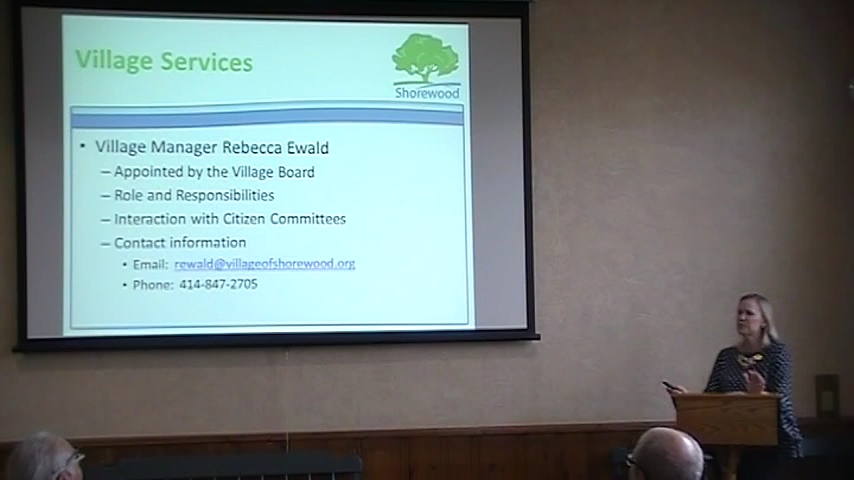 Village Services
Shorewood
• Village Manager Rebecca Ewald
– Appointed by the Village Board
– Role and Responsibilities
– Interaction with Citizen Committees
– Contact information
• Email: rewald@villageofshorewood.org
• Phone: 414-847-2705